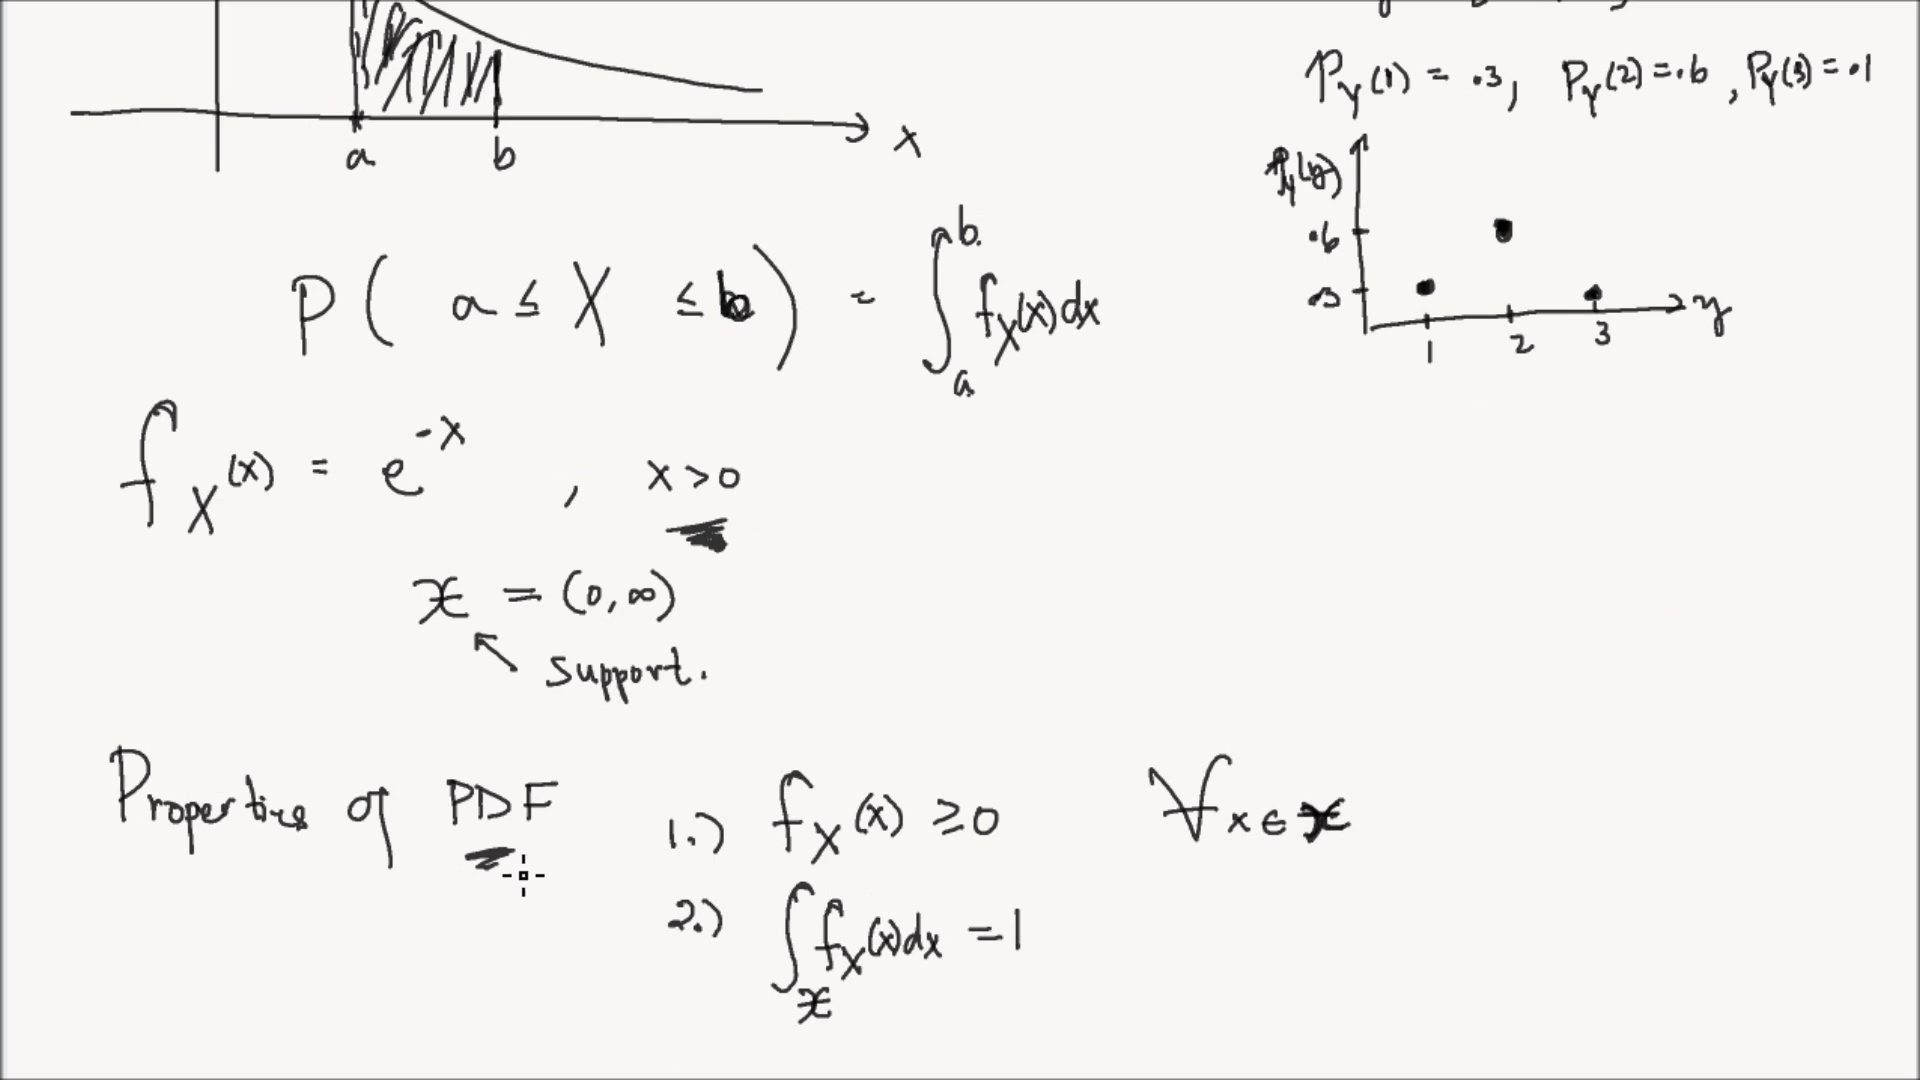 P_Y(1) = .3, P_Y(2) = .6, P_Y(3) = .1
x
a b
P_Y(y)
.6
.3
1 2 3
y
P( a ≤ X ≤ b ) = ∫_a^b f_X(x)dx
f_X(x) = e^{-x} , x>0
𝒳 = (0,∞)
support.
Properties of PDF 1.) f_X(x) ≥0 ∀x∈𝒳
2.) ∫_𝒳 f_X(x)dx =1